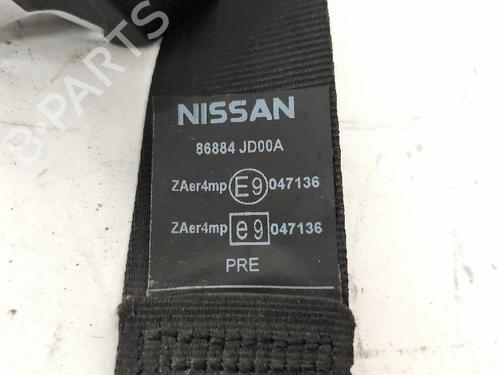 NISSAN
86884 JD00A
ZAer4mp E9 047136
ZAer4mp e9 047136
PRE
B-PARTS